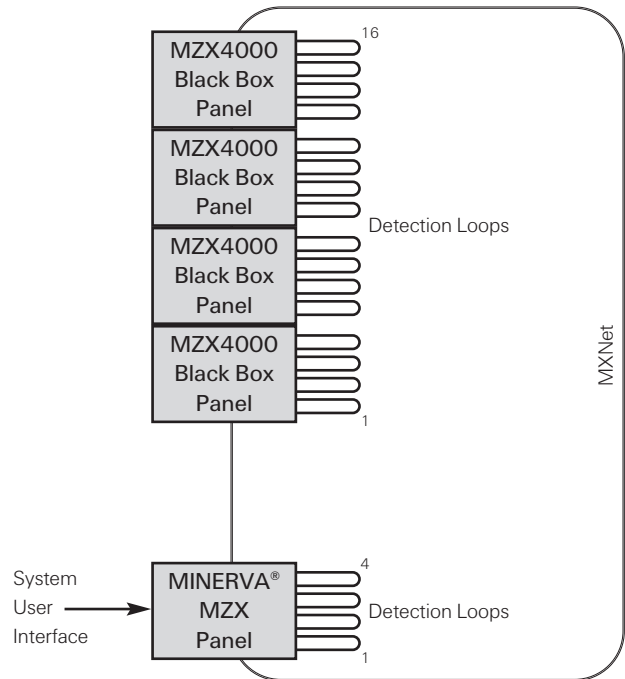 16
MZX4000
Black Box
Panel
MZX4000
Black Box
Panel
Detection Loops
MZX4000
Black Box
Panel
MZX4000
Black Box
Panel
1
MXNet
System
User
Interface
MINERVA®
MZX
Panel
4
Detection Loops
1